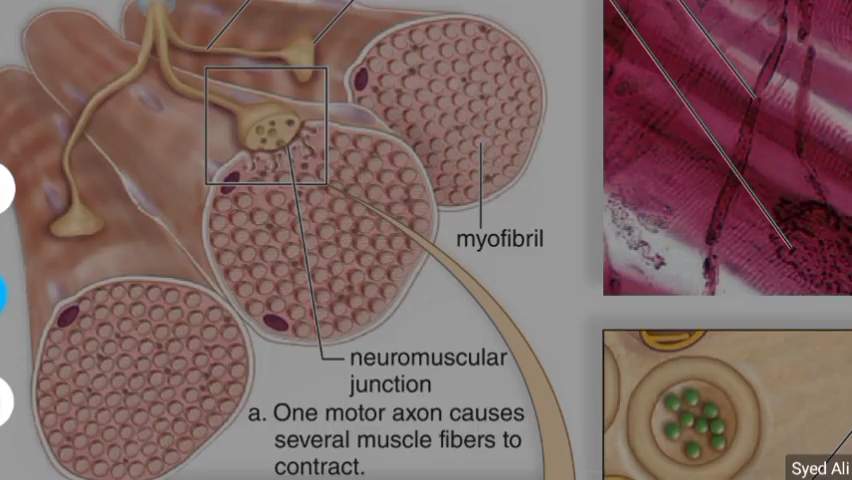 myofibril
neuromuscular
junction
a. One motor axon causes
several muscle fibers to
contract.
Syed Ali